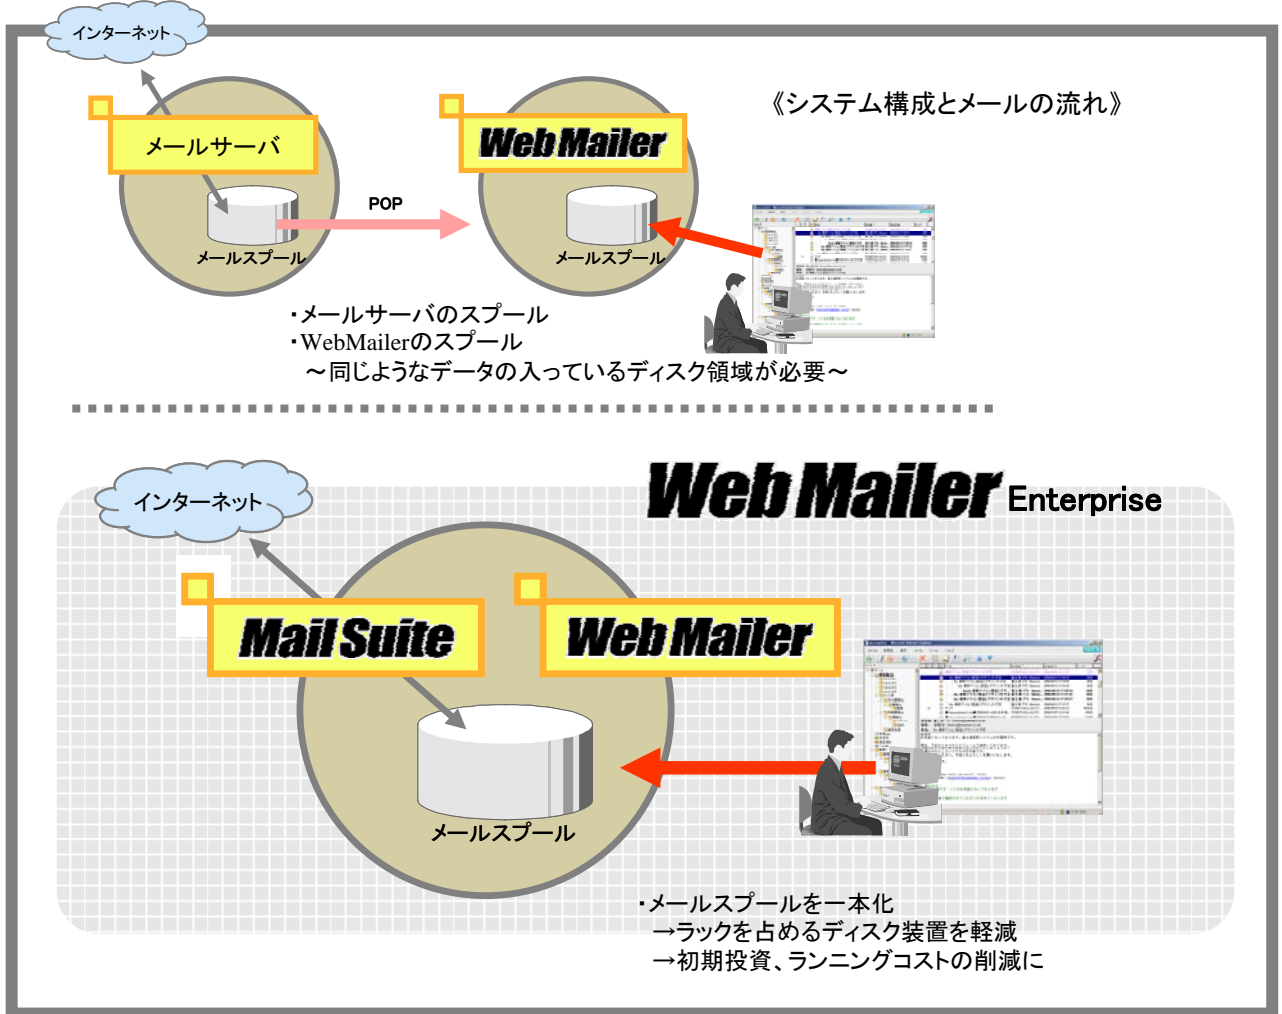 インターネット
《システム構成とメールの流れ》
メールサーバ
WebMailer
POP
メールスプール
メールスプール
・メールサーバのスプール
・WebMailerのスプール
～同じようなデータの入っているディスク領域が必要～
WebMailer Enterprise
インターネット
MailSuite
WebMailer
メールスプール
・メールスプールを一本化
→ラックを占めるディスク装置を軽減
→初期投資、ランニングコストの削減に